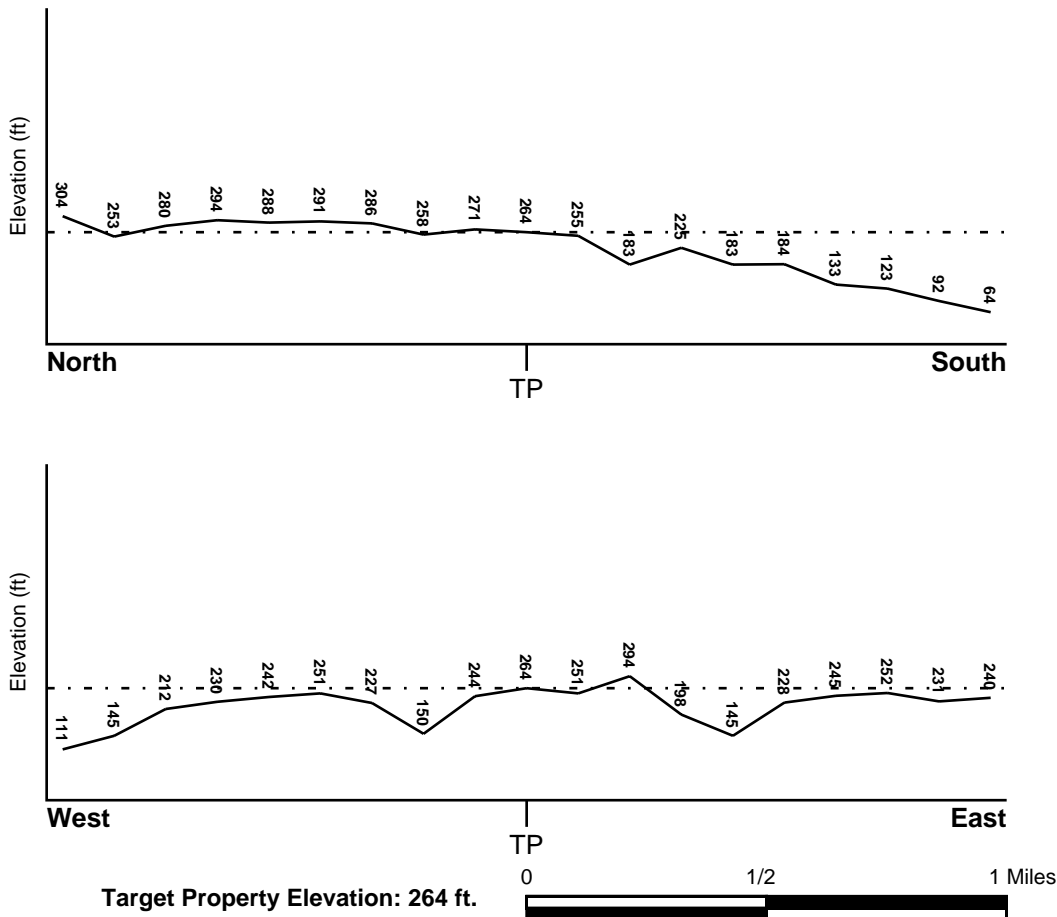 Elevation (ft)
304 253 280 294 288 291 286 258 271 264 255 183 225 183 184 133 123 92 64
North South
TP
Elevation (ft)
111 145 212 230 242 251 227 150 244 264 251 294 198 145 228 245 252 231 240
West East
TP
0 1/2 1 Miles
Target Property Elevation: 264 ft.